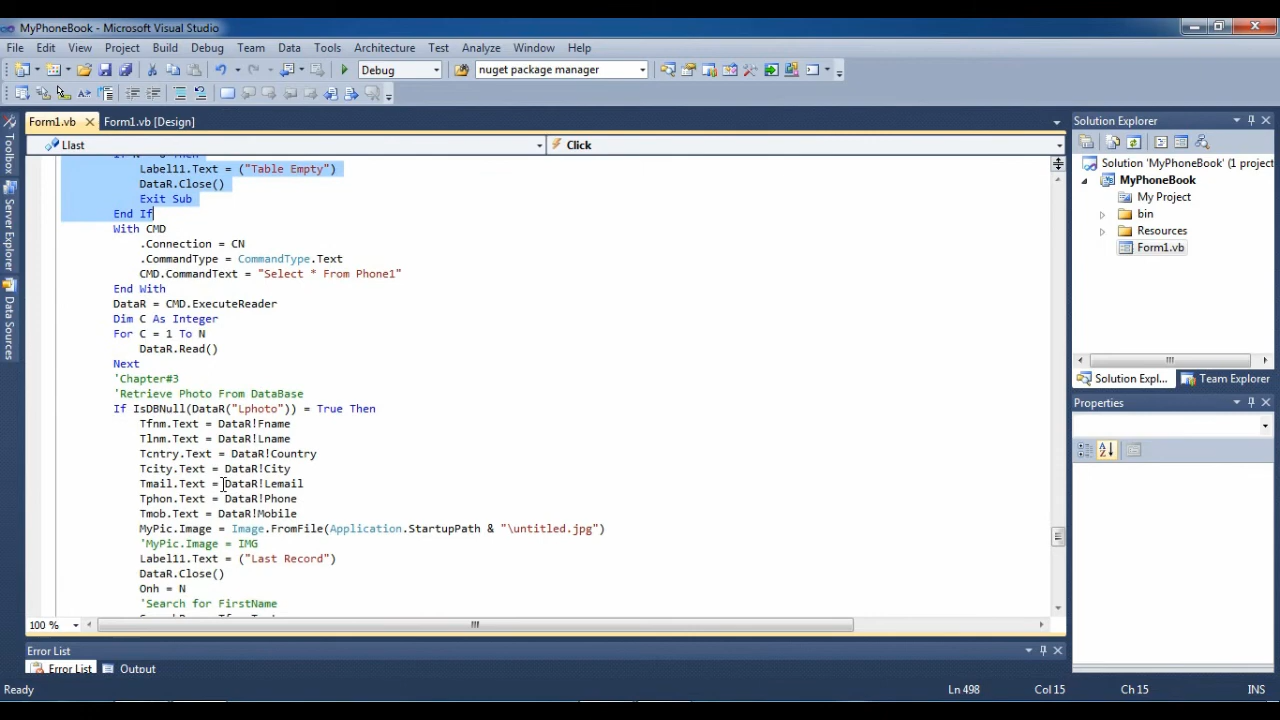 MyPhoneBook - Microsoft Visual Studio
File Edit View Project Build Debug Team Data Tools Architecture Test Analyze Window Help
Debug nuget package manager
Form1.vb Form1.vb [Design]
Llast Click
Label11.Text = ("Table Empty")
DataR.Close()
Exit Sub
End If
With CMD
.Connection = CN
.CommandType = CommandType.Text
CMD.CommandText = "Select * From Phone1"
End With
DataR = CMD.ExecuteReader
Dim C As Integer
For C = 1 To N
DataR.Read()
Next
'Chapter#3
'Retrieve Photo From DataBase
If IsDBNull(DataR("Lphoto")) = True Then
Tfnm.Text = DataR!Fname
Tlnm.Text = DataR!Lname
Tcntry.Text = DataR!Country
Tcity.Text = DataR!City
Tmail.Text = DataR!Lemail
Tphon.Text = DataR!Phone
Tmob.Text = DataR!Mobile
MyPic.Image = Image.FromFile(Application.StartupPath & "\untitled.jpg")
'MyPic.Image = IMG
Label11.Text = ("Last Record")
DataR.Close()
Onh = N
'Search for FirstName
100 %
Error List
Error List Output
Ready Ln 498 Col 15 Ch 15 INS
Toolbox
Server Explorer
Data Sources
Solution Explorer
Solution 'MyPhoneBook' (1 project
MyPhoneBook
My Project
bin
Resources
Form1.vb
Solution Expl... Team Explorer
Properties